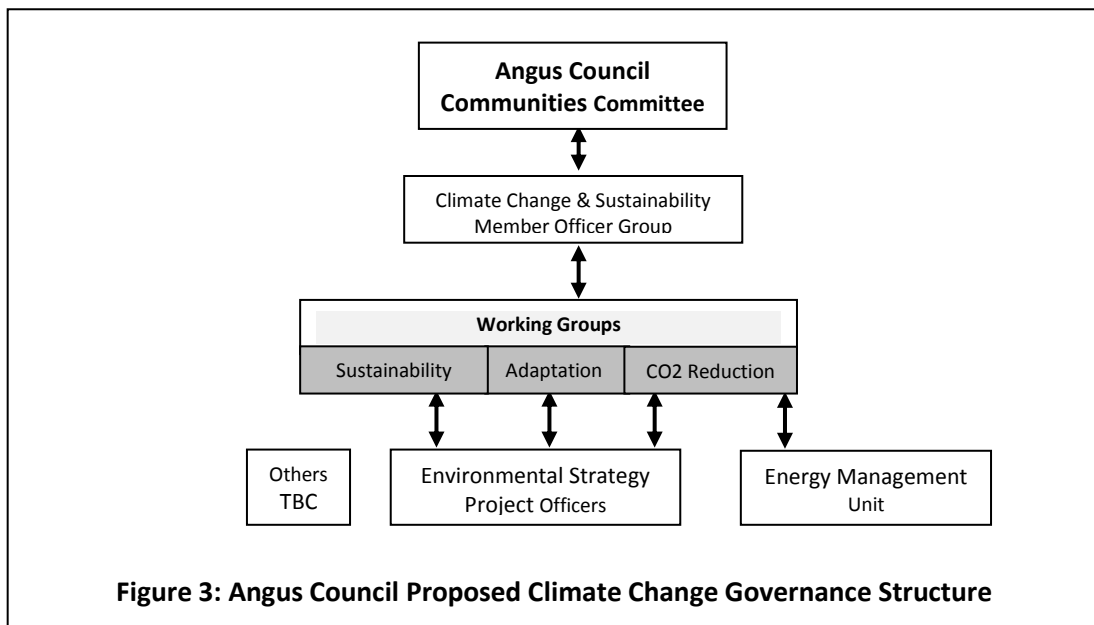 Angus Council
Communities Committee
Climate Change & Sustainability
Member Officer Group
Working Groups
Sustainability
Adaptation
CO2 Reduction
Others
TBC
Environmental Strategy
Project Officers
Energy Management
Unit
Figure 3: Angus Council Proposed Climate Change Governance Structure